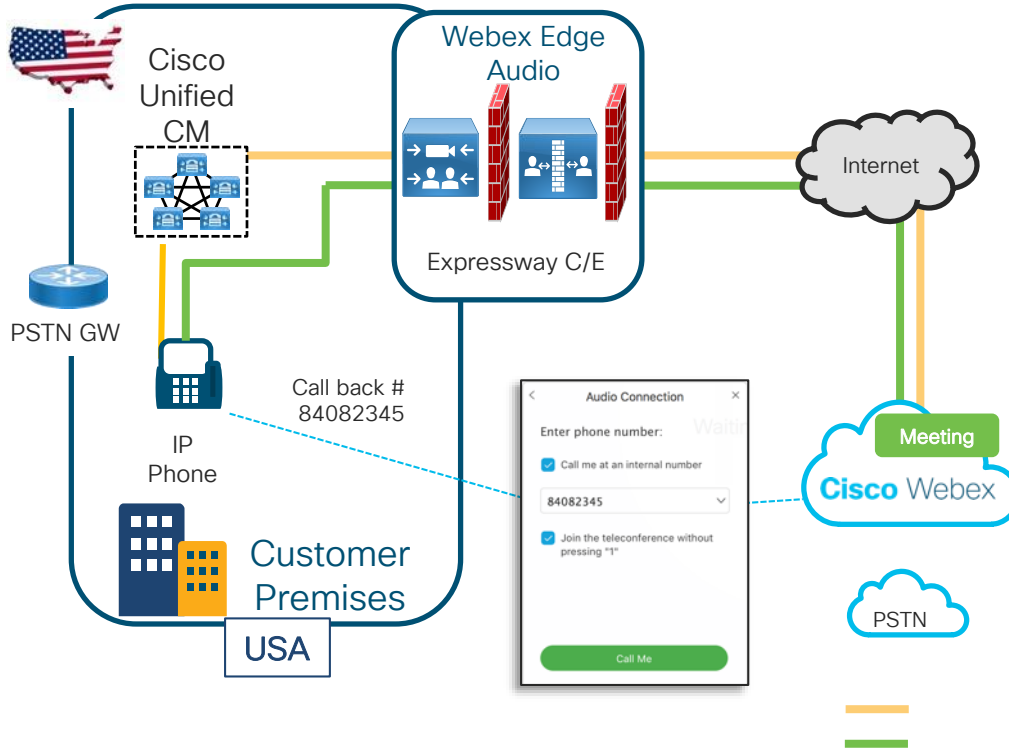 Cisco
Unified
CM
Webex Edge
Audio
Internet
Expressway C/E
PSTN GW
IP
Phone
Call back #
84082345
Audio Connection
Waitin
Enter phone number:
Call me at an internal number
84082345
Join the teleconference without
pressing "1"
Call Me
Meeting
Cisco Webex
PSTN
Customer
Premises
USA